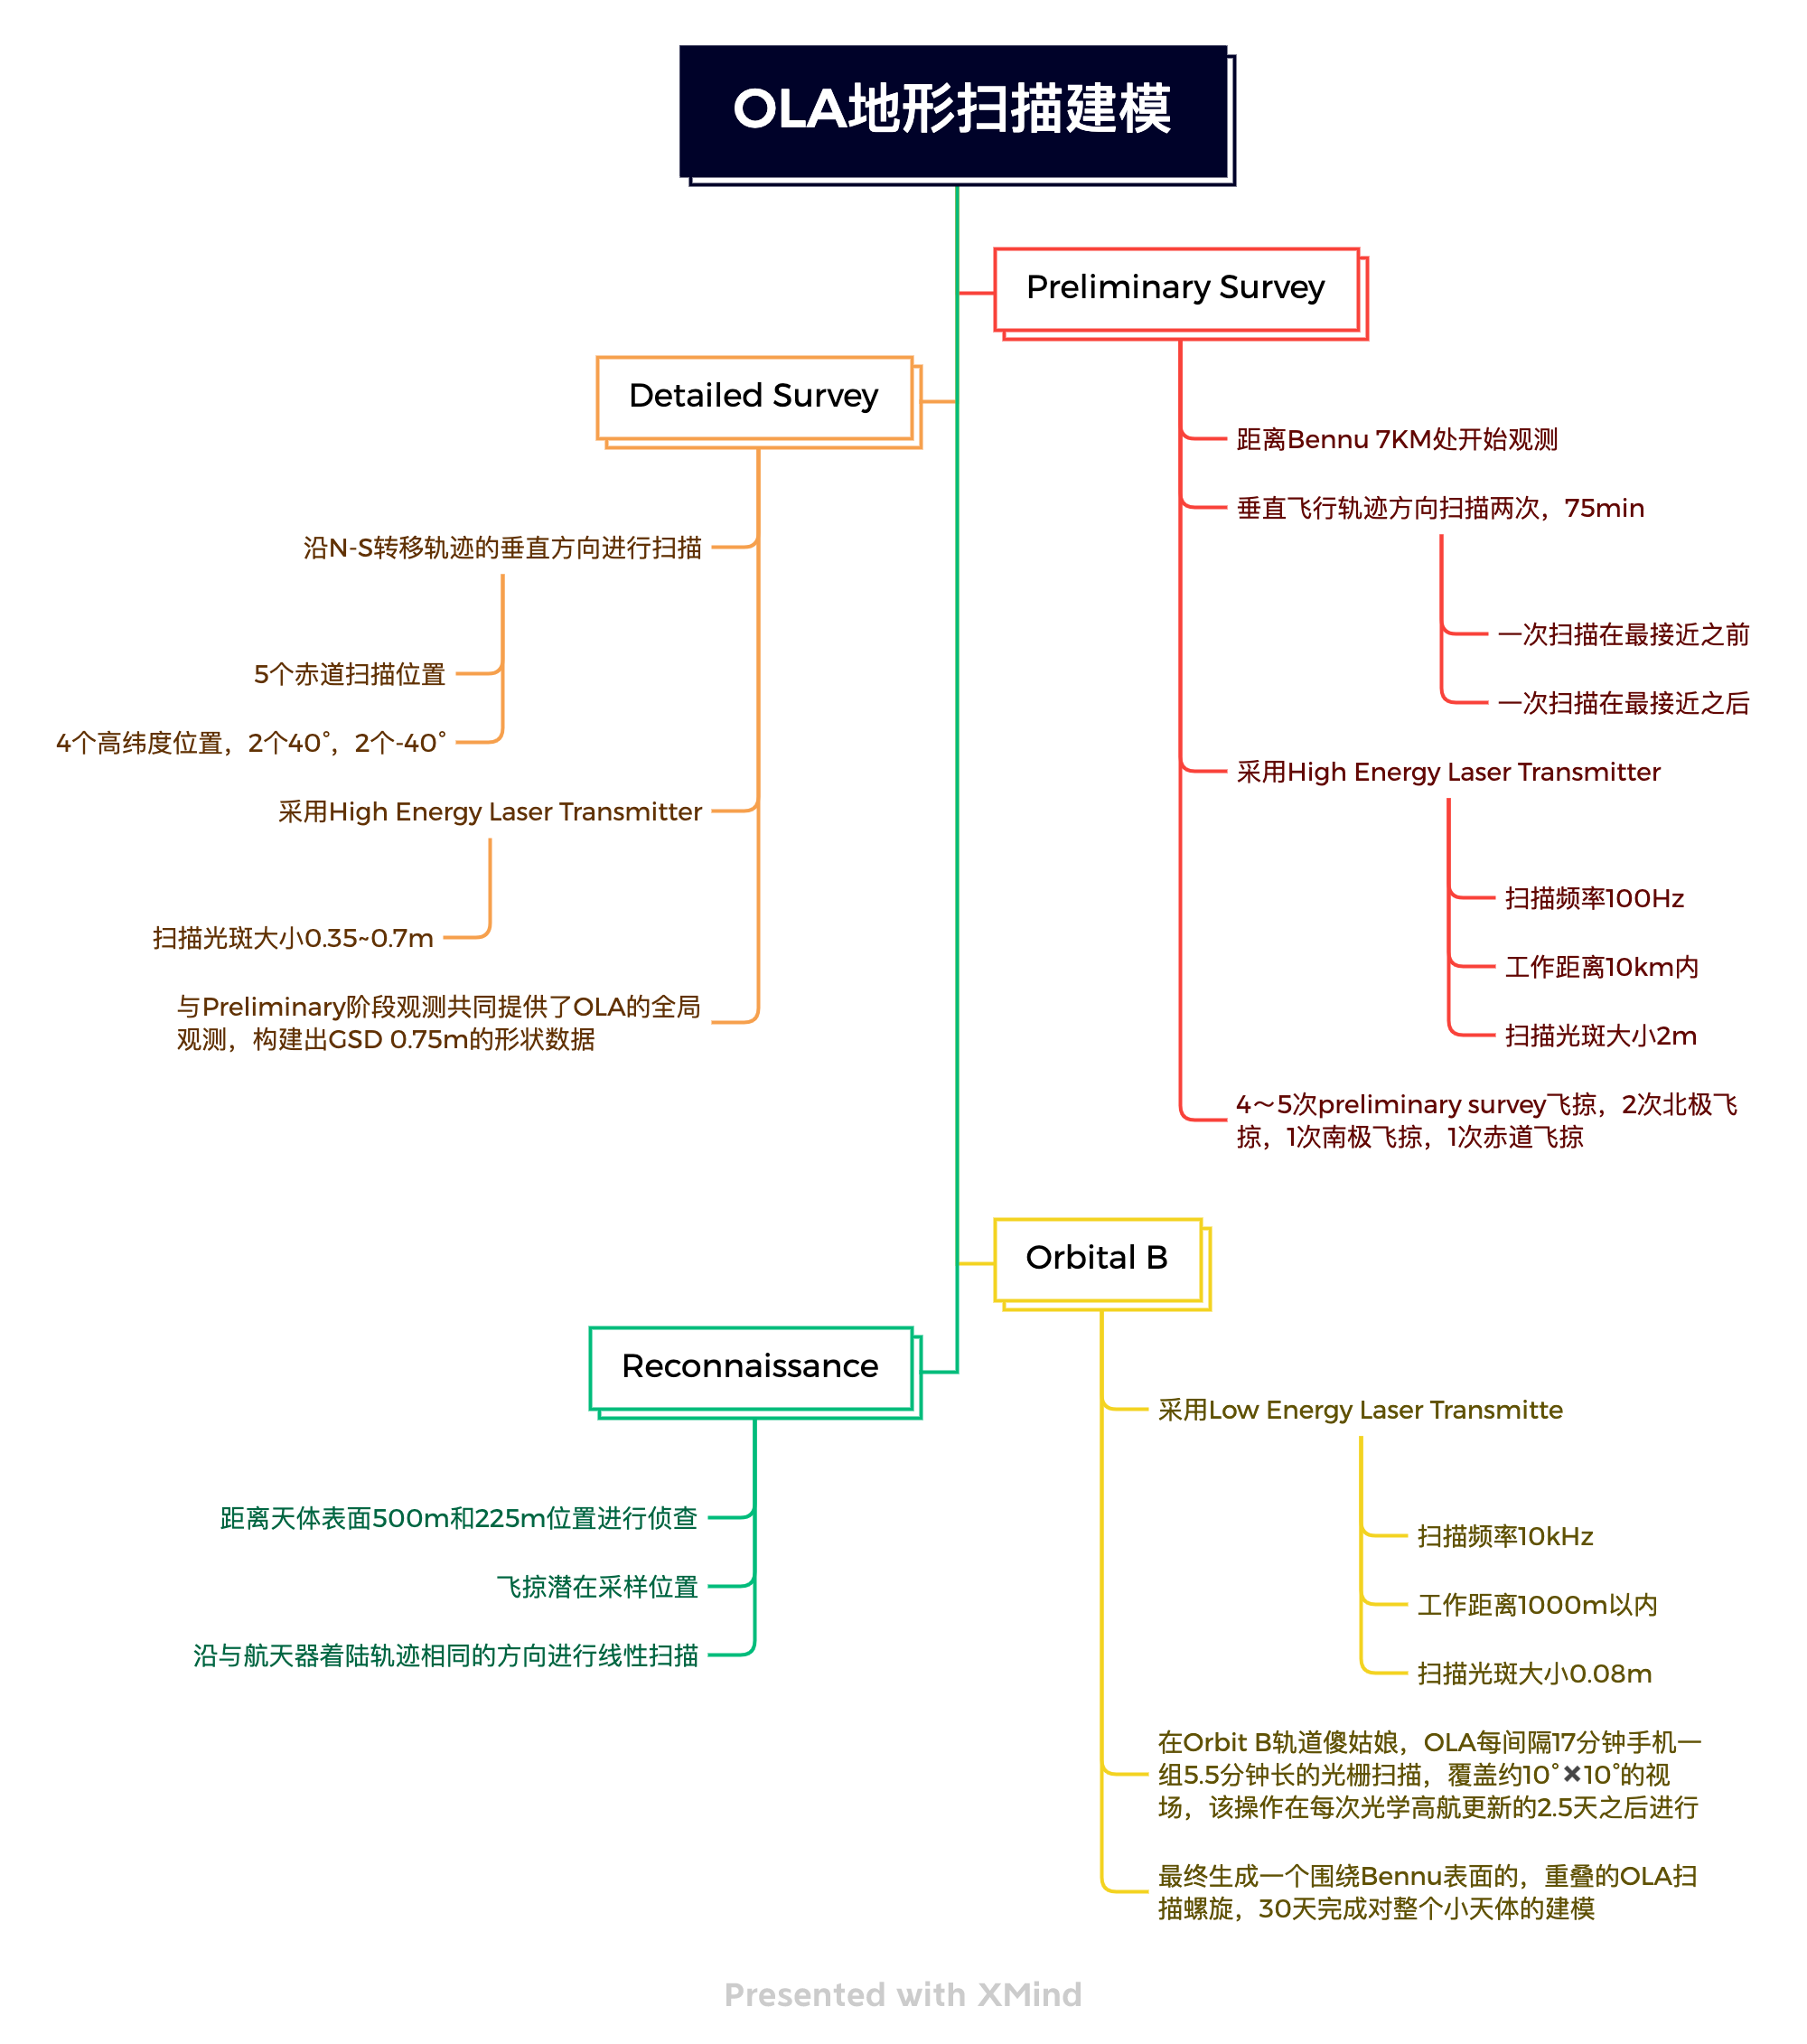 OLA地形扫描建模
Preliminary Survey
距离Bennu 7KM处开始观测
垂直飞行轨迹方向扫描两次，75min
一次扫描在最接近之前
一次扫描在最接近之后
采用High Energy Laser Transmitter
扫描频率100Hz
工作距离10km内
扫描光斑大小2m
4～5次preliminary survey飞掠，2次北极飞
掠，1次南极飞掠，1次赤道飞掠
Detailed Survey
沿N-S转移轨迹的垂直方向进行扫描
5个赤道扫描位置
4个高纬度位置，2个40°，2个-40°
采用High Energy Laser Transmitter
扫描光斑大小0.35~0.7m
与Preliminary阶段观测共同提供了OLA的全局
观测，构建出GSD 0.75m的形状数据
Orbital B
采用Low Energy Laser Transmitte
扫描频率10kHz
工作距离1000m以内
扫描光斑大小0.08m
在Orbit B轨道傻姑娘，OLA每间隔17分钟手机一
组5.5分钟长的光栅扫描，覆盖约10°✖️10°的视
场，该操作在每次光学高航更新的2.5天之后进行
最终生成一个围绕Bennu表面的，重叠的OLA扫
描螺旋，30天完成对整个小天体的建模
Reconnaissance
距离天体表面500m和225m位置进行侦查
飞掠潜在采样位置
沿与航天器着陆轨迹相同的方向进行线性扫描
Presented with XMind